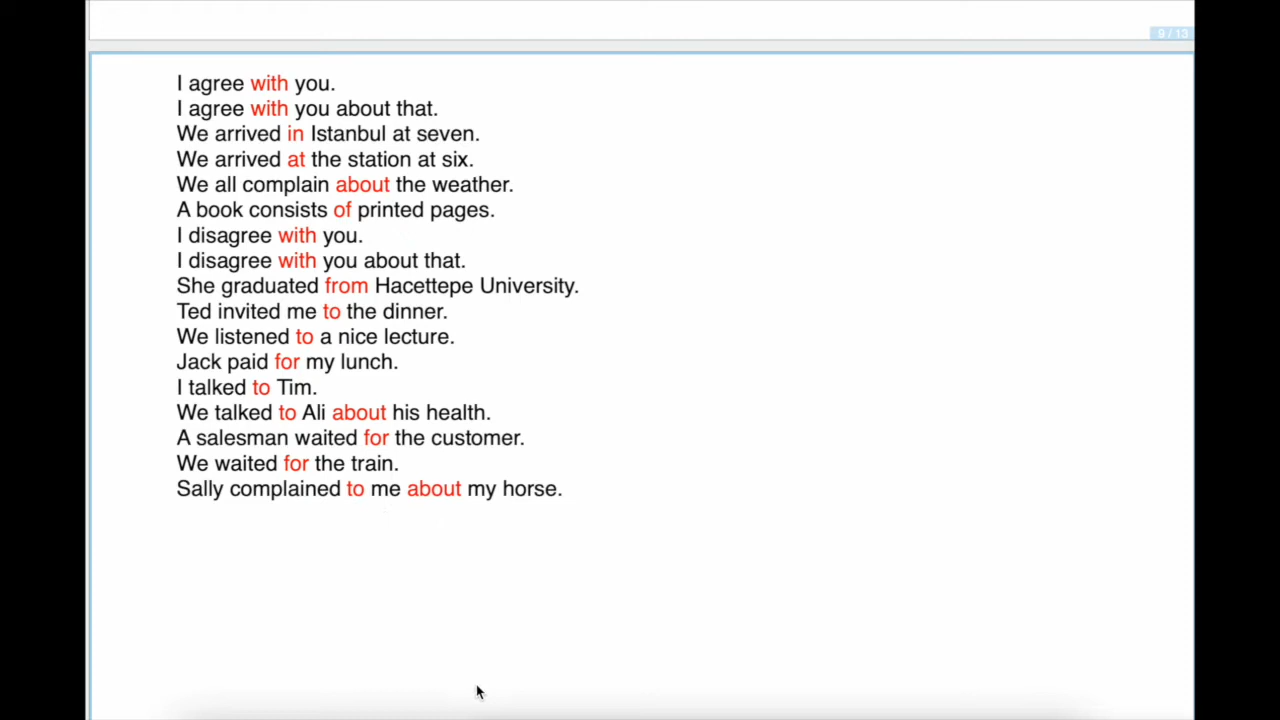 9 / 13
I agree with you.
I agree with you about that.
We arrived in Istanbul at seven.
We arrived at the station at six.
We all complain about the weather.
A book consists of printed pages.
I disagree with you.
I disagree with you about that.
She graduated from Hacettepe University.
Ted invited me to the dinner.
We listened to a nice lecture.
Jack paid for my lunch.
I talked to Tim.
We talked to Ali about his health.
A salesman waited for the customer.
We waited for the train.
Sally complained to me about my horse.